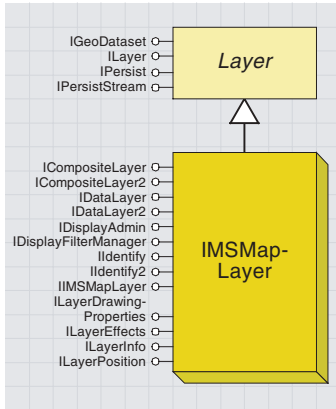 IGeoDataset
ILayer
IPersist
IPersistStream
Layer
ICompositeLayer
ICompositeLayer2
IDataLayer
IDataLayer2
IDisplayAdmin
IDisplayFilterManager
IIdentify
IIdentify2
IIMSMapLayer
ILayerDrawing-
Properties
ILayerEffects
ILayerInfo
ILayerPosition
IMSMap-
Layer